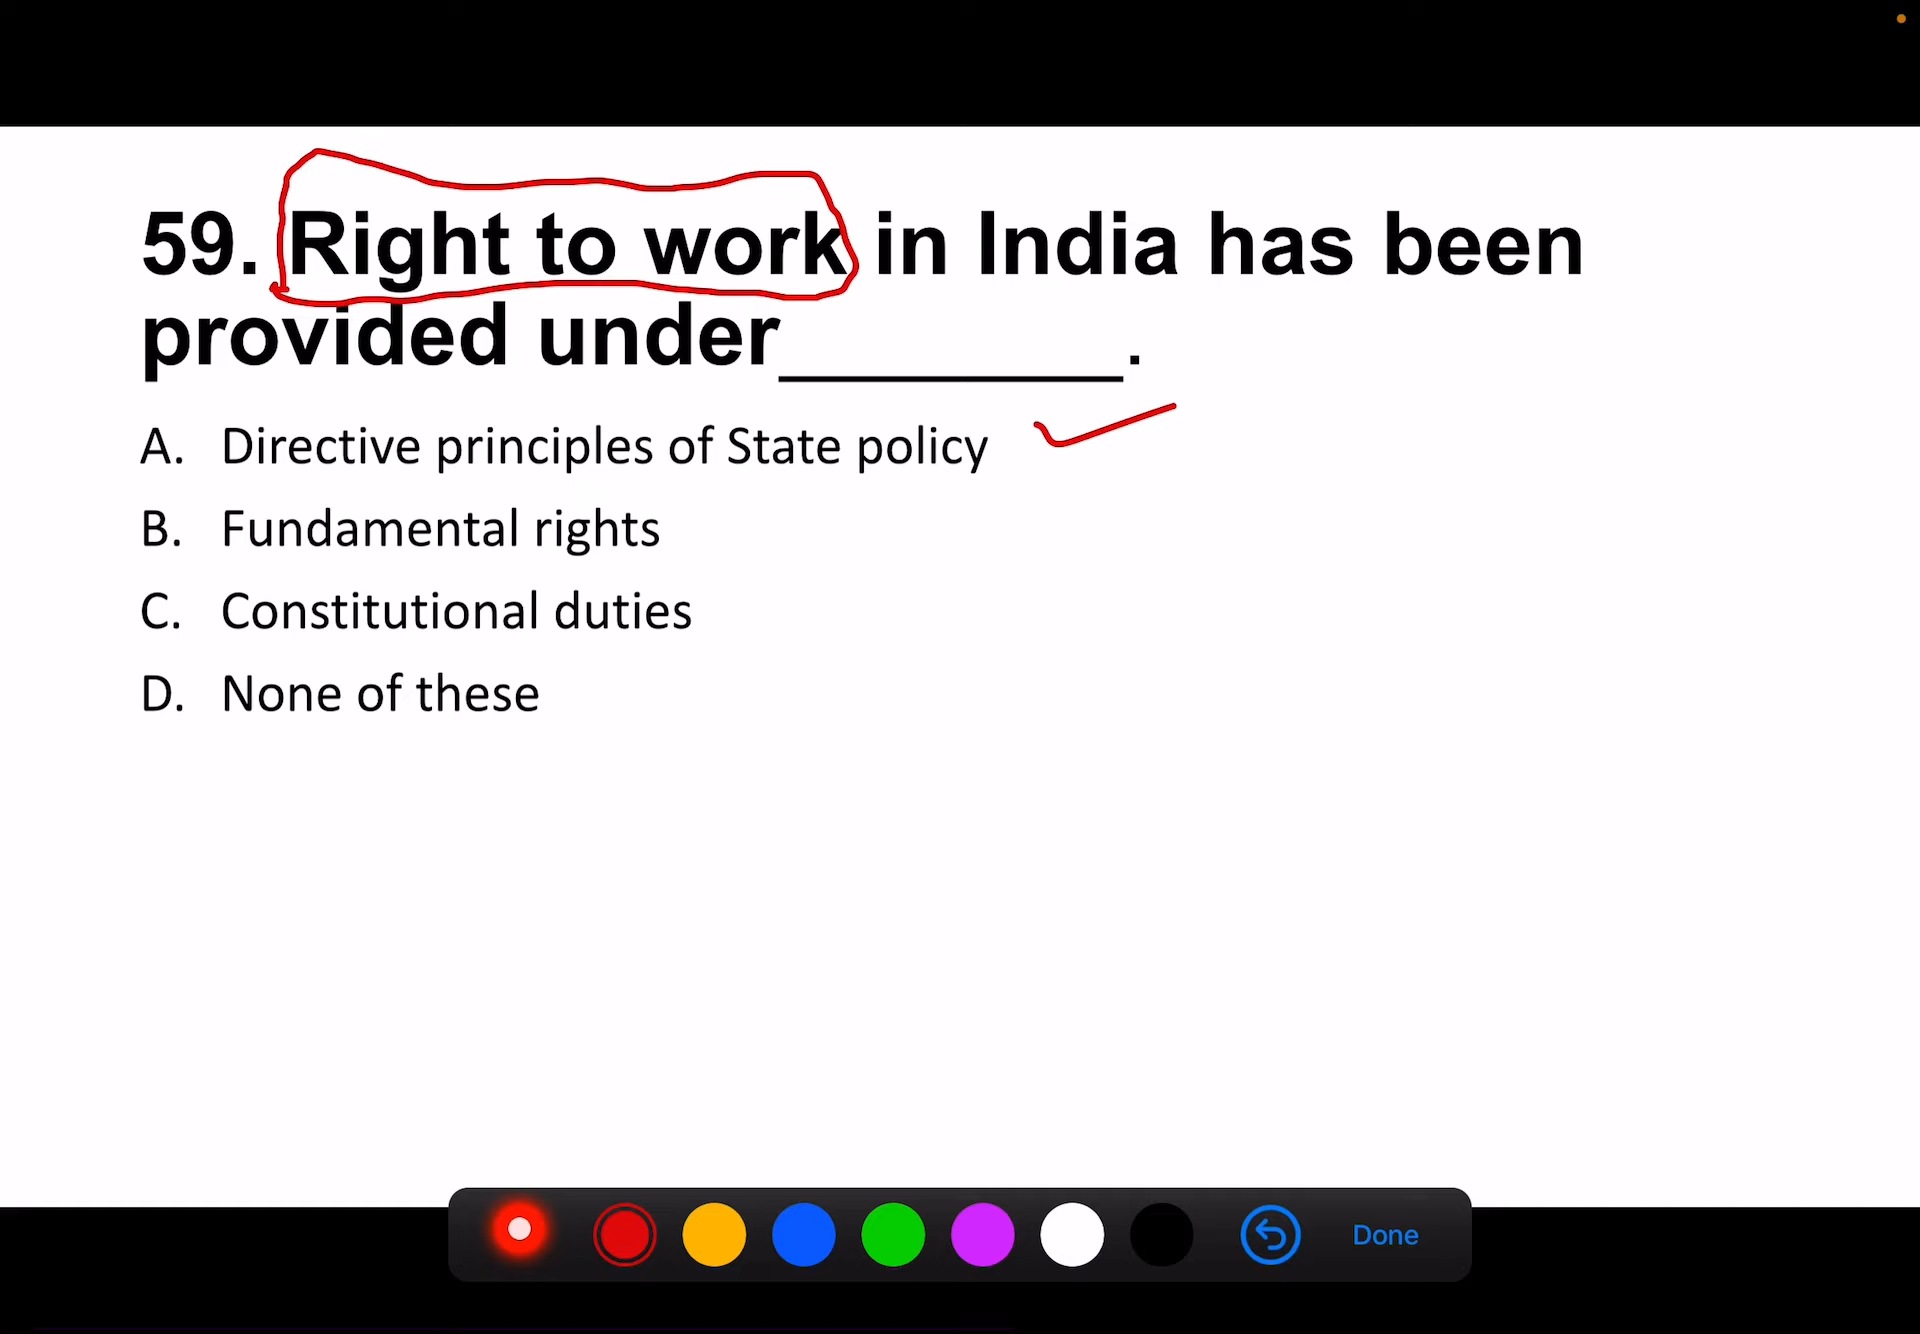 59. Right to work in India has been
provided under________.
A. Directive principles of State policy
B. Fundamental rights
C. Constitutional duties
D. None of these
Done